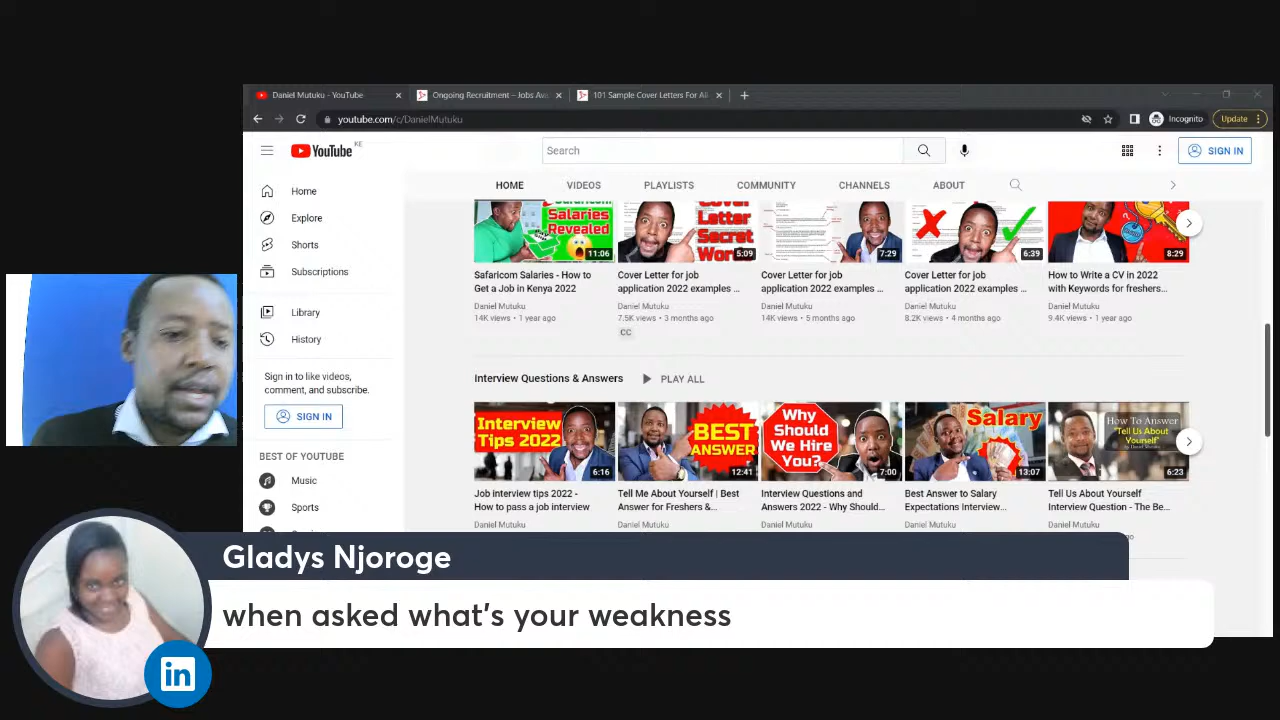 Daniel Mutuku - YouTube
Ongoing Recruitment – Jobs Ava
101 Sample Cover Letters For All
youtube.com/c/DanielMutuku
Incognito
Update
YouTube KE
Search
SIGN IN
HOME VIDEOS PLAYLISTS COMMUNITY CHANNELS ABOUT
Home
Explore
Shorts
Subscriptions
Library
History
Sign in to like videos,
comment, and subscribe.
SIGN IN
BEST OF YOUTUBE
Music
Sports
Salaries
Revealed
11:06
Safaricom Salaries - How to
Get a Job in Kenya 2022
Daniel Mutuku
14K views • 1 year ago
Cover
Letter
Secret
5:09
Cover Letter for job
application 2022 examples ...
Daniel Mutuku
7.5K views • 3 months ago
CC
7:29
Cover Letter for job
application 2022 examples ...
Daniel Mutuku
14K views • 5 months ago
6:39
Cover Letter for job
application 2022 examples ...
Daniel Mutuku
8.2K views • 4 months ago
8:29
How to Write a CV in 2022
with Keywords for freshers...
Daniel Mutuku
9.4K views • 1 year ago
Interview Questions & Answers PLAY ALL
Interview
Tips 2022
6:16
Job interview tips 2022 -
How to pass a job interview
Daniel Mutuku
BEST
ANSWER
12:41
Tell Me About Yourself | Best
Answer for Freshers &...
Daniel Mutuku
Why
Should
We Hire
You?
7:00
Interview Questions and
Answers 2022 - Why Should...
Daniel Mutuku
Salary
13:07
Best Answer to Salary
Expectations Interview...
Daniel Mutuku
How To Answer
"Tell Us About
Yourself"
6:23
Tell Us About Yourself
Interview Question - The Be...
Daniel Mutuku
Gladys Njoroge
when asked what's your weakness
in